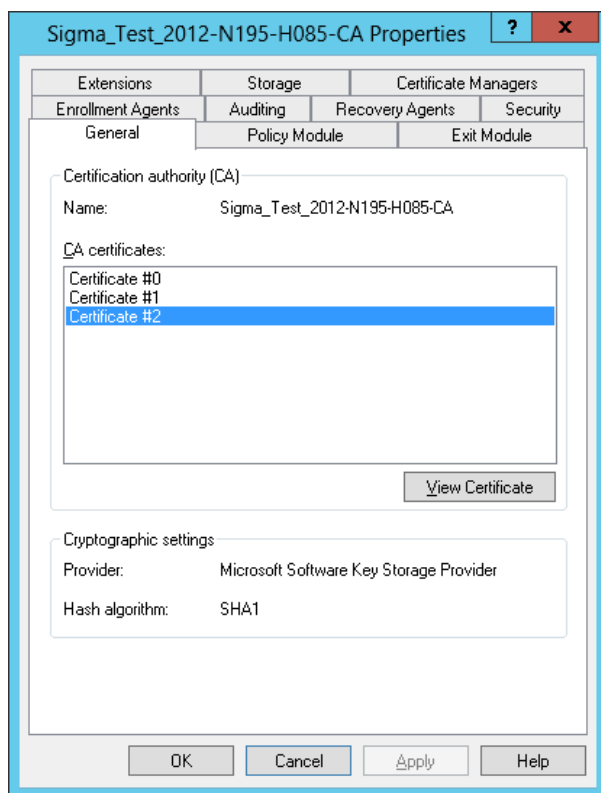 Sigma_Test_2012-N195-H085-CA Properties ? x
Extensions Storage Certificate Managers
Enrollment Agents Auditing Recovery Agents Security
General Policy Module Exit Module
Certification authority (CA)
Name: Sigma_Test_2012-N195-H085-CA
CA certificates:
Certificate #0
Certificate #1
Certificate #2
View Certificate
Cryptographic settings
Provider: Microsoft Software Key Storage Provider
Hash algorithm: SHA1
OK Cancel Apply Help